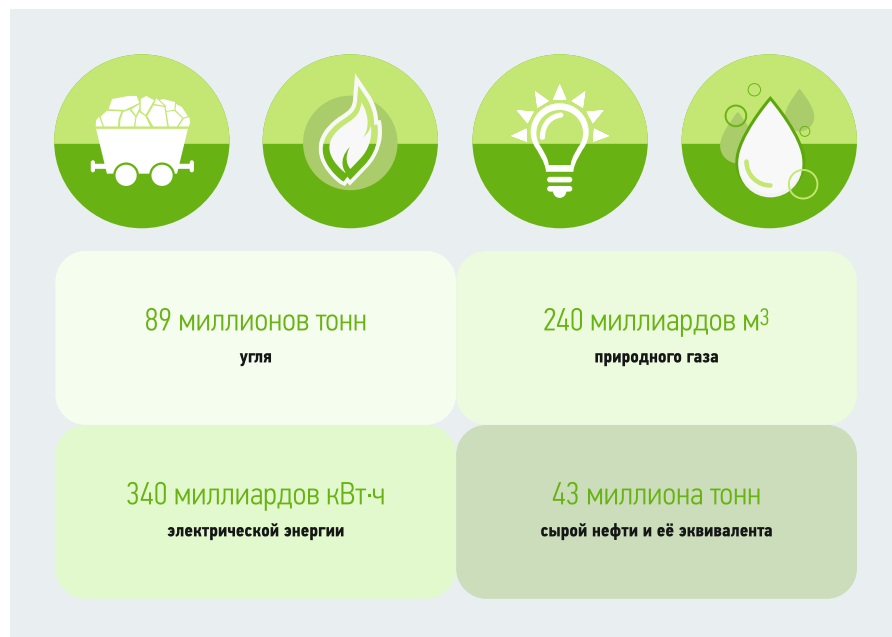 89 миллионов тонн
угля
240 миллиардов м³
природного газа
340 миллиардов кВт·ч
электрической энергии
43 миллиона тонн
сырой нефти и её эквивалента